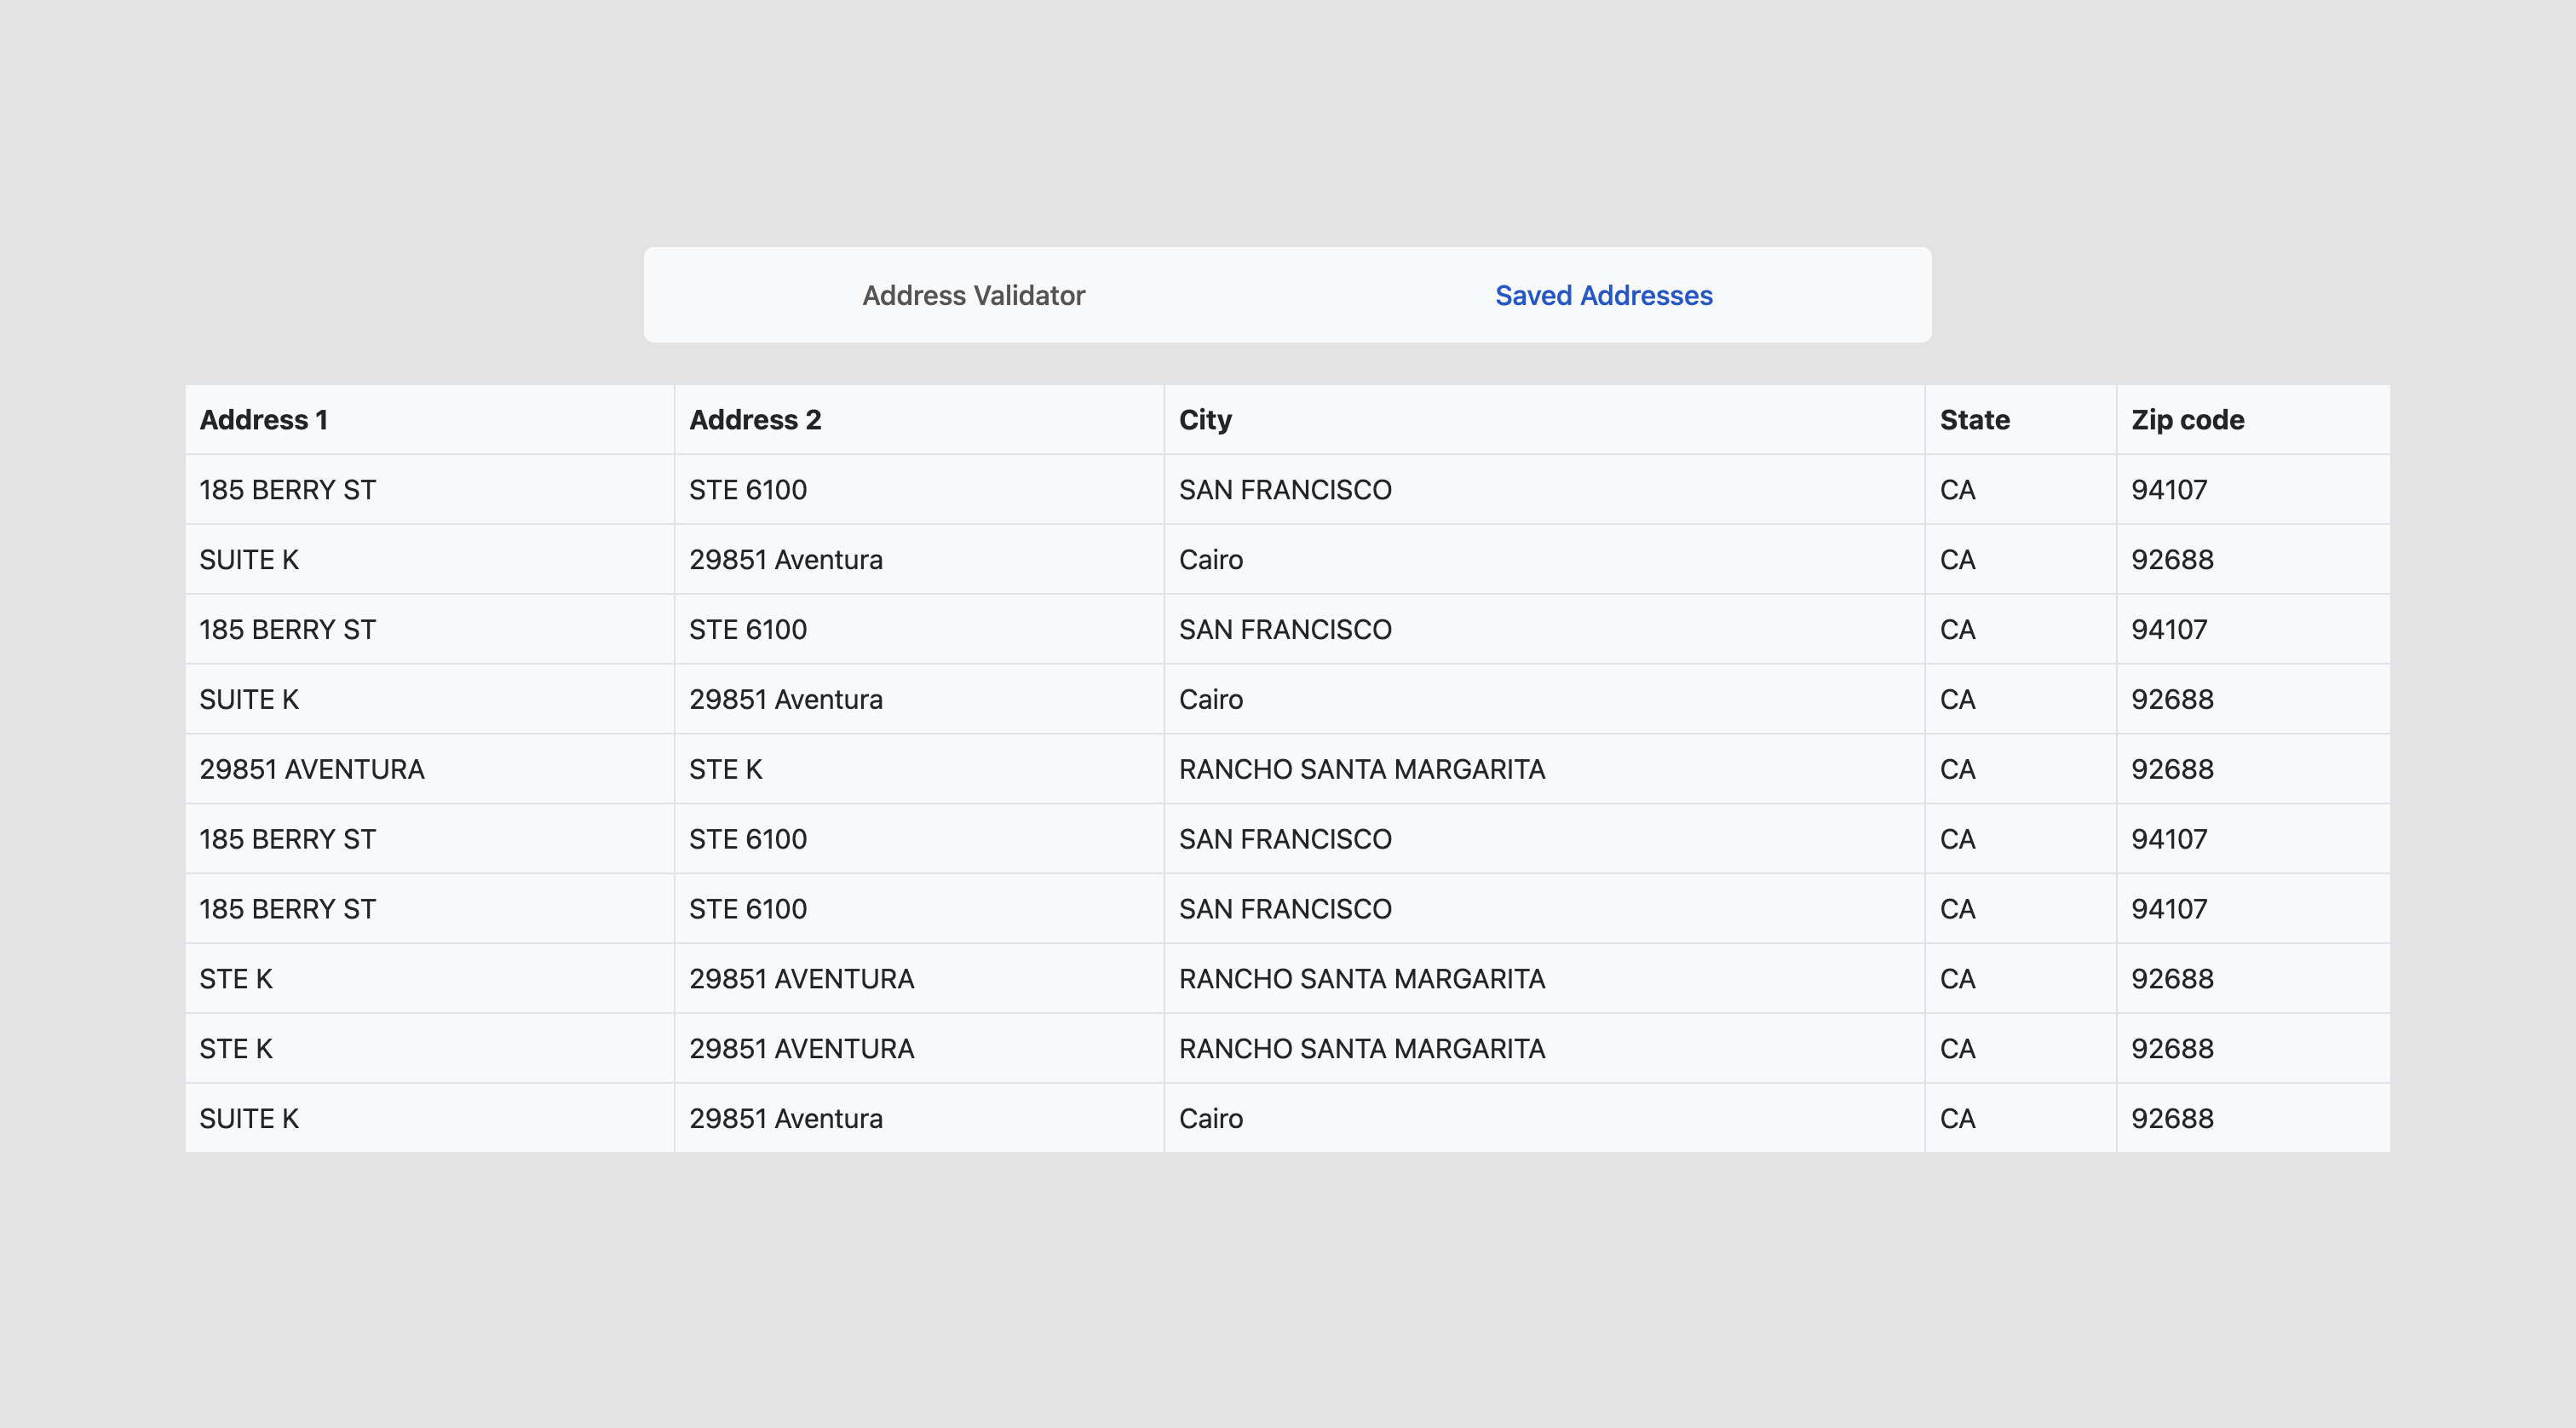 Address Validator Saved Addresses
Address 1 Address 2 City State Zip code
185 BERRY ST STE 6100 SAN FRANCISCO CA 94107
SUITE K 29851 Aventura Cairo CA 92688
185 BERRY ST STE 6100 SAN FRANCISCO CA 94107
SUITE K 29851 Aventura Cairo CA 92688
29851 AVENTURA STE K RANCHO SANTA MARGARITA CA 92688
185 BERRY ST STE 6100 SAN FRANCISCO CA 94107
185 BERRY ST STE 6100 SAN FRANCISCO CA 94107
STE K 29851 AVENTURA RANCHO SANTA MARGARITA CA 92688
STE K 29851 AVENTURA RANCHO SANTA MARGARITA CA 92688
SUITE K 29851 Aventura Cairo CA 92688